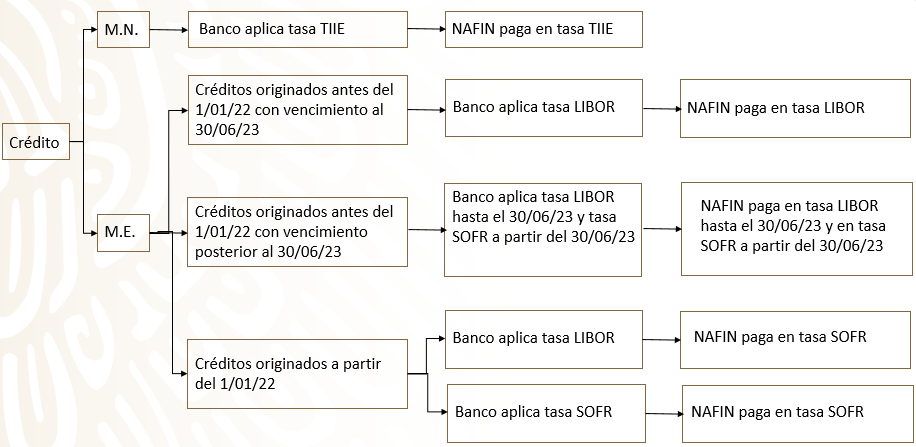 Crédito
M.N.
Banco aplica tasa TIIE
NAFIN paga en tasa TIIE
M.E.
Créditos originados antes del
1/01/22 con vencimiento al
30/06/23
Banco aplica tasa LIBOR
NAFIN paga en tasa LIBOR
Créditos originados antes del
1/01/22 con vencimiento
posterior al 30/06/23
Banco aplica tasa LIBOR
hasta el 30/06/23 y tasa
SOFR a partir del 30/06/23
NAFIN paga en tasa LIBOR
hasta el 30/06/23 y en tasa
SOFR a partir del 30/06/23
Créditos originados a partir
del 1/01/22
Banco aplica tasa LIBOR
NAFIN paga en tasa SOFR
Banco aplica tasa SOFR
NAFIN paga en tasa SOFR